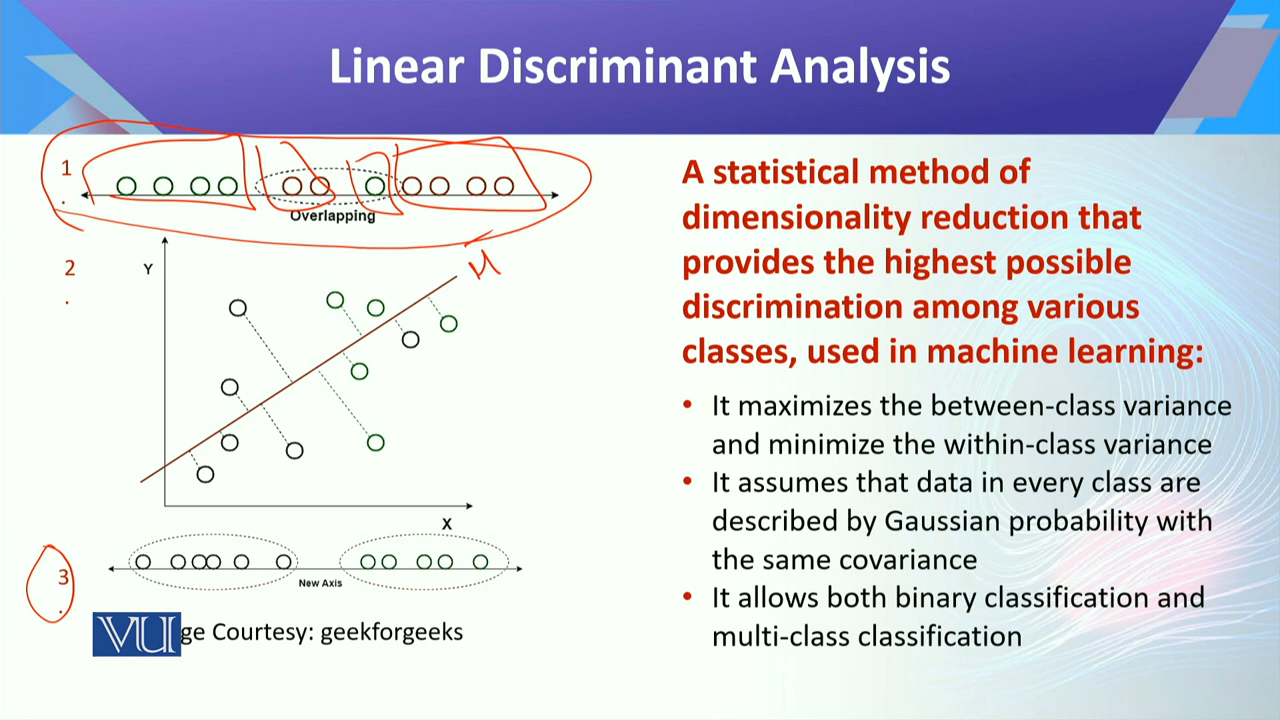 Linear Discriminant Analysis
1
.
Overlapping
2
.
Y
X
3
.
New Axis
VU
ge Courtesy: geekforgeeks
A statistical method of
dimensionality reduction that
provides the highest possible
discrimination among various
classes, used in machine learning:
• It maximizes the between-class variance
and minimize the within-class variance
• It assumes that data in every class are
described by Gaussian probability with
the same covariance
• It allows both binary classification and
multi-class classification